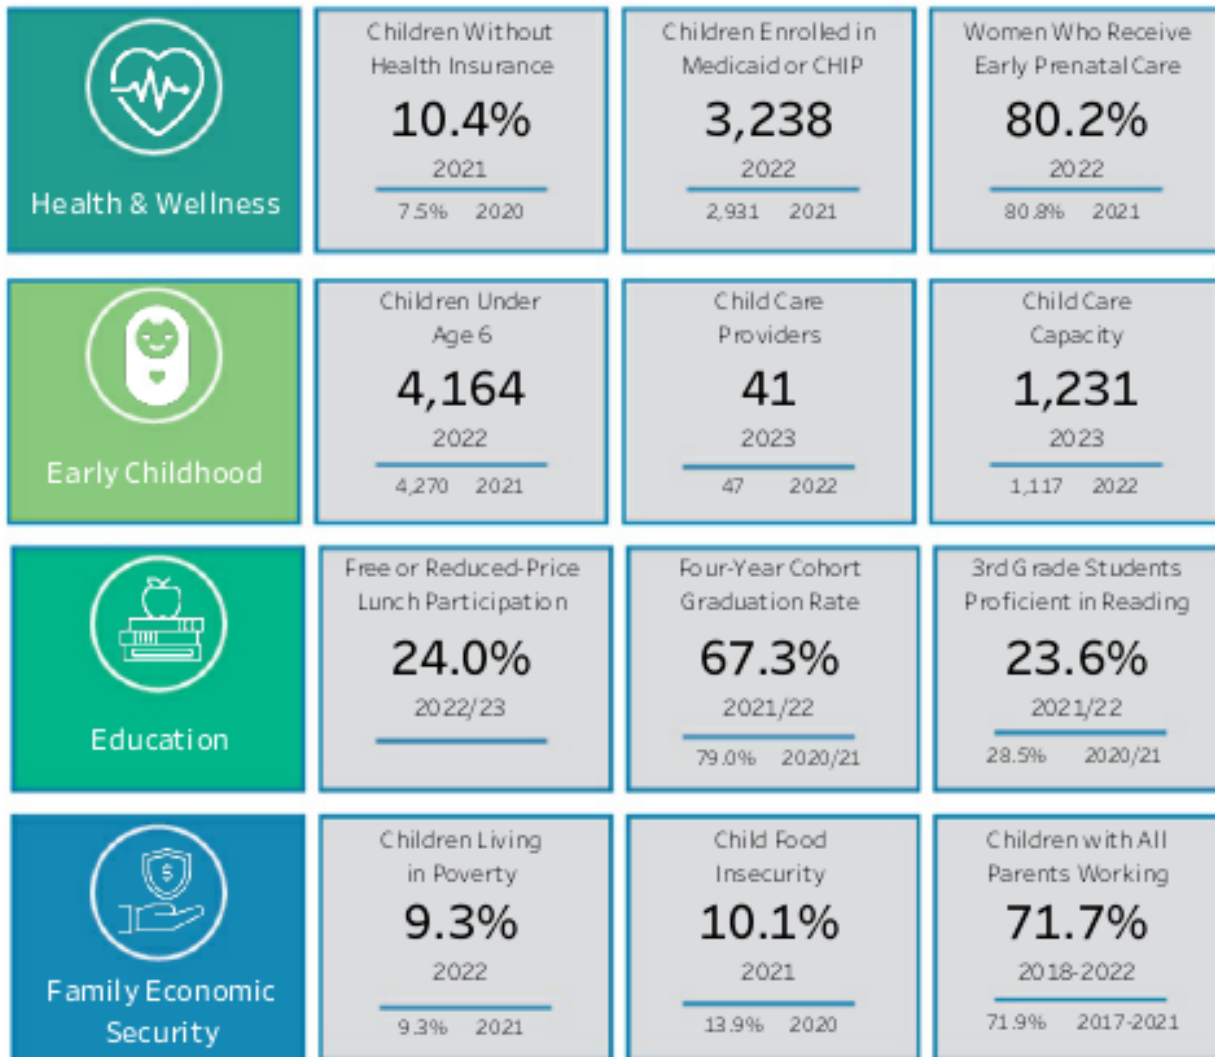 Health & Wellness
Children Without
Health Insurance
10.4%
2021
7.5% 2020
Children Enrolled in
Medicaid or CHIP
3,238
2022
2,931 2021
Women Who Receive
Early Prenatal Care
80.2%
2022
80.8% 2021
Early Childhood
Children Under
Age 6
4,164
2022
4,270 2021
Child Care
Providers
41
2023
47 2022
Child Care
Capacity
1,231
2023
1,117 2022
Education
Free or Reduced-Price
Lunch Participation
24.0%
2022/23
Four-Year Cohort
Graduation Rate
67.3%
2021/22
79.0% 2020/21
3rd Grade Students
Proficient in Reading
23.6%
2021/22
28.5% 2020/21
$
Family Economic
Security
Children Living
in Poverty
9.3%
2022
9.3% 2021
Child Food
Insecurity
10.1%
2021
13.9% 2020
Children with All
Parents Working
71.7%
2018-2022
71.9% 2017-2021